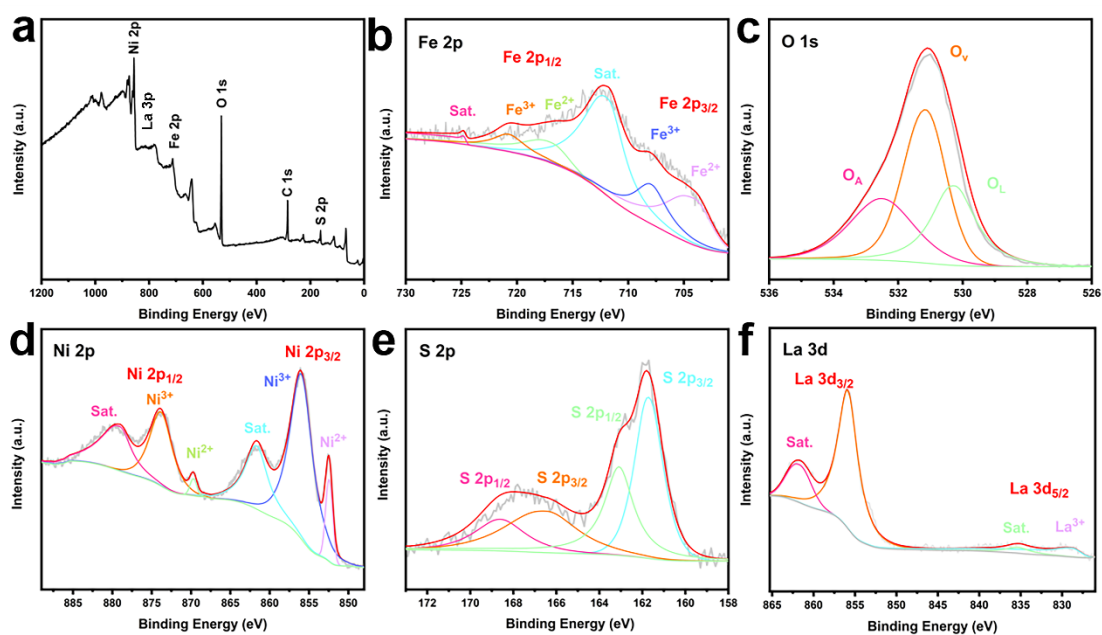 a
Ni 2p
La 3p
Fe 2p
O 1s
C 1s
S 2p
Intensity (a.u.)
1200 1000 800 600 400 200 0
Binding Energy (eV)
b
Fe 2p
Fe 2p1/2
Sat.
Fe 2p3/2
Sat.
Fe3+
Fe2+
Fe3+
Fe2+
Intensity (a.u.)
730 725 720 715 710 705
Binding Energy (eV)
c
O 1s
Ov
OA
OL
Intensity (a.u.)
536 534 532 530 528 526
Binding Energy (eV)
d
Ni 2p
Ni 2p3/2
Ni 2p1/2
Ni3+
Ni3+
Sat.
Sat.
Ni2+
Ni2+
Intensity (a.u.)
885 880 875 870 865 860 855 850
Binding Energy (eV)
e
S 2p
S 2p3/2
S 2p1/2
S 2p1/2
S 2p3/2
Intensity (a.u.)
172 170 168 166 164 162 160 158
Binding Energy (eV)
f
La 3d
La 3d3/2
Sat.
La 3d5/2
Sat.
La3+
Intensity (a.u.)
865 860 855 850 845 840 835 830
Binding Energy (eV)